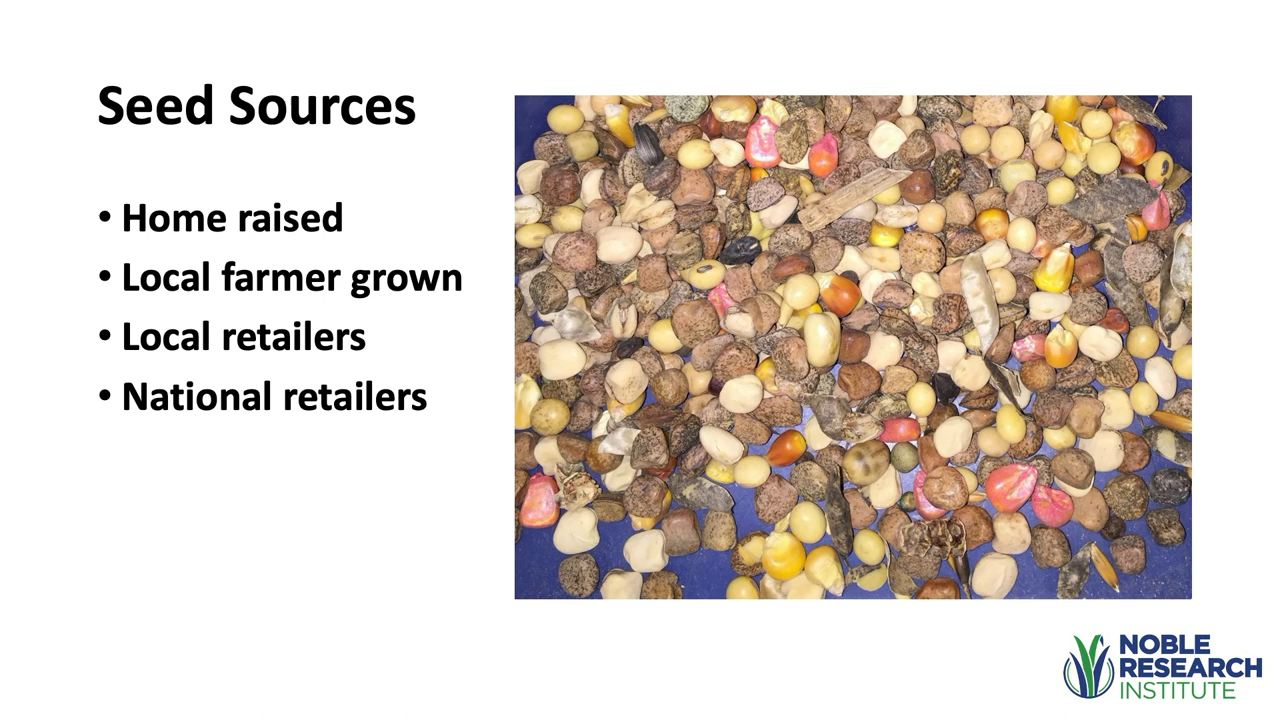 Seed Sources
• Home raised
• Local farmer grown
• Local retailers
• National retailers
NOBLE
RESEARCH
INSTITUTE